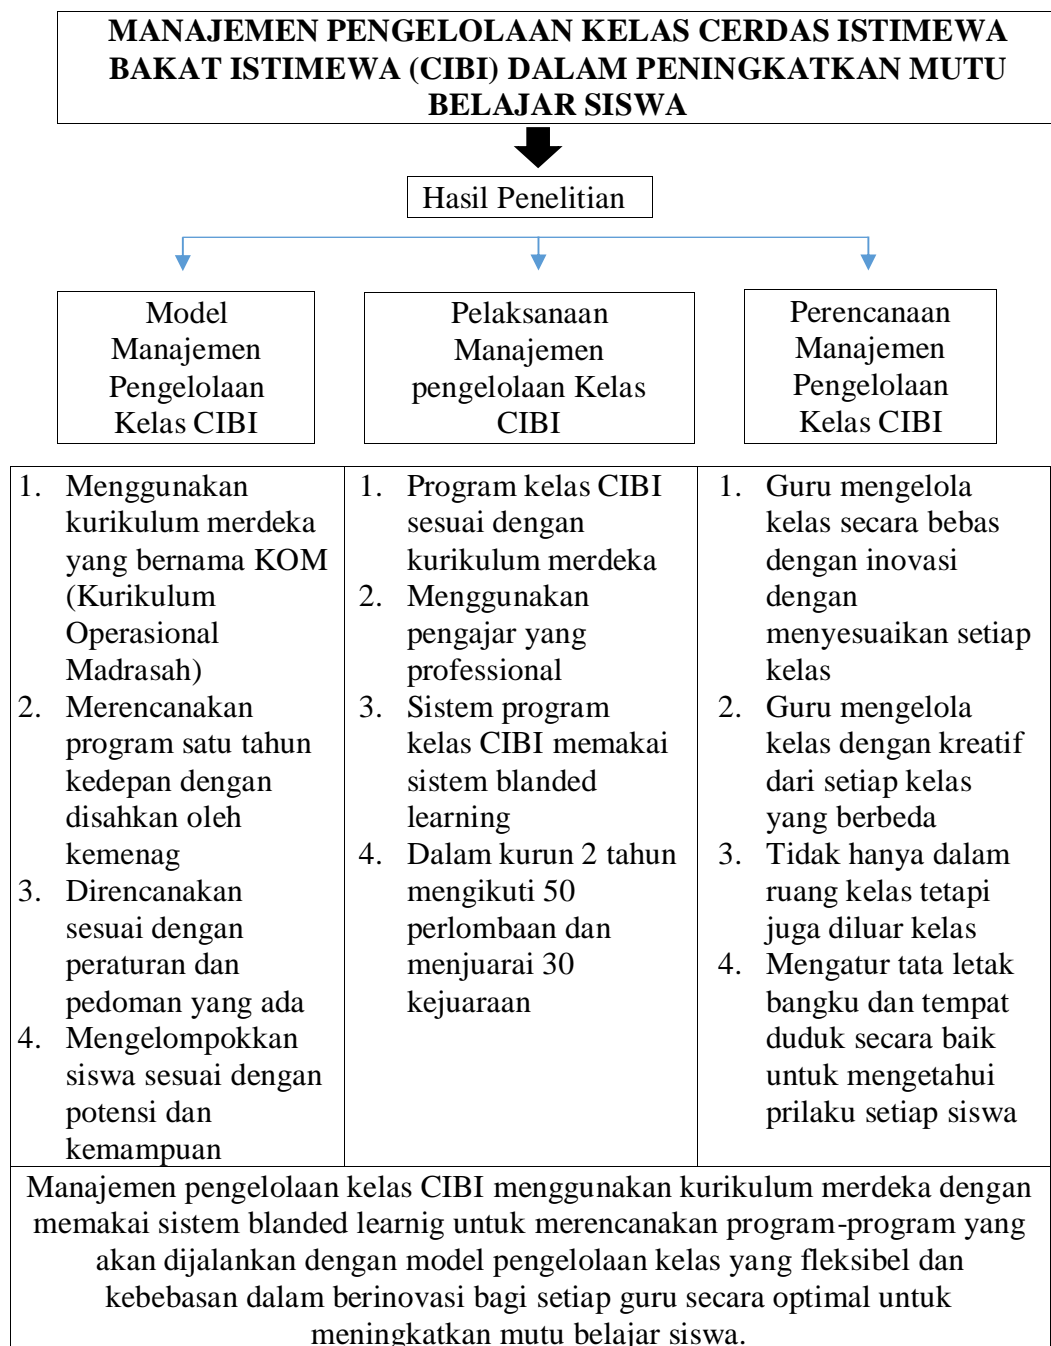 MANAJEMEN PENGELOLAAN KELAS CERDAS ISTIMEWA
BAKAT ISTIMEWA (CIBI) DALAM PENINGKATKAN MUTU
BELAJAR SISWA
Hasil Penelitian
Model
Manajemen
Pengelolaan
Kelas CIBI
Pelaksanaan
Manajemen
pengelolaan Kelas
CIBI
Perencanaan
Manajemen
Pengelolaan
Kelas CIBI
1. Menggunakan
kurikulum merdeka
yang bernama KOM
(Kurikulum
Operasional
Madrasah)
2. Merencanakan
program satu tahun
kedepan dengan
disahkan oleh
kemenag
3. Direncanakan
sesuai dengan
peraturan dan
pedoman yang ada
4. Mengelompokkan
siswa sesuai dengan
potensi dan
kemampuan
1. Program kelas CIBI
sesuai dengan
kurikulum merdeka
2. Menggunakan
pengajar yang
professional
3. Sistem program
kelas CIBI memakai
sistem blanded
learning
4. Dalam kurun 2 tahun
mengikuti 50
perlombaan dan
menjuarai 30
kejuaraan
1. Guru mengelola
kelas secara bebas
dengan inovasi
dengan
menyesuaikan setiap
kelas
2. Guru mengelola
kelas dengan kreatif
dari setiap kelas
yang berbeda
3. Tidak hanya dalam
ruang kelas tetapi
juga diluar kelas
4. Mengatur tata letak
bangku dan tempat
duduk secara baik
untuk mengetahui
prilaku setiap siswa
Manajemen pengelolaan kelas CIBI menggunakan kurikulum merdeka dengan
memakai sistem blanded learnig untuk merencanakan program-program yang
akan dijalankan dengan model pengelolaan kelas yang fleksibel dan
kebebasan dalam berinovasi bagi setiap guru secara optimal untuk
meningkatkan mutu belajar siswa.